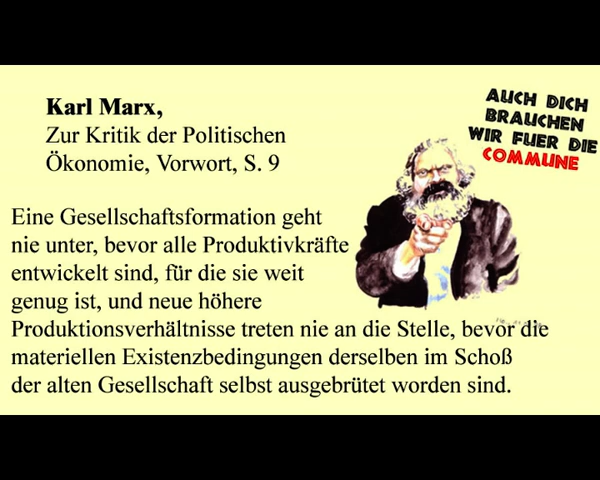 Karl Marx,
Zur Kritik der Politischen
Ökonomie, Vorwort, S. 9
AUCH DICH
BRAUCHEN
WIR FUER DIE
COMMUNE
Eine Gesellschaftsformation geht
nie unter, bevor alle Produktivkräfte
entwickelt sind, für die sie weit
genug ist, und neue höhere
Produktionsverhältnisse treten nie an die Stelle, bevor die
materiellen Existenzbedingungen derselben im Schoß
der alten Gesellschaft selbst ausgebrütet worden sind.